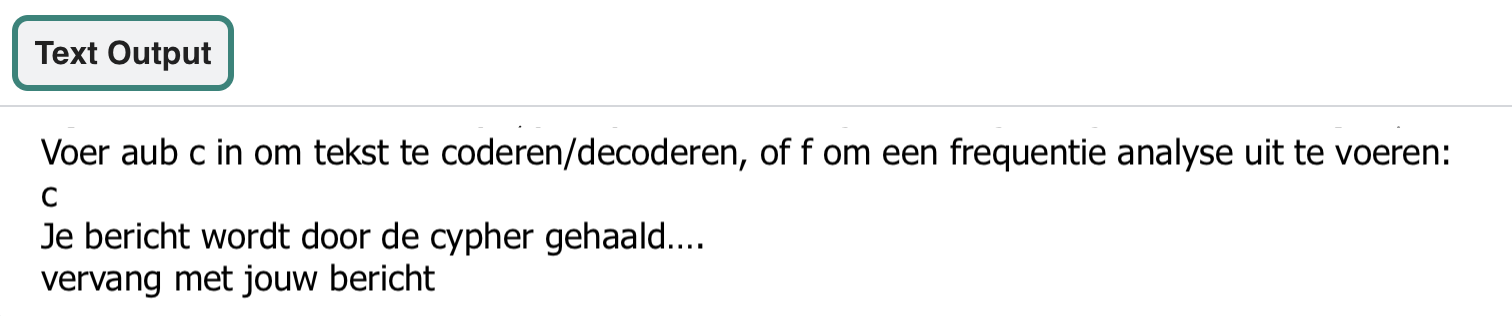 Text Output
Voer aub c in om tekst te coderen/decoderen, of f om een frequentie analyse uit te voeren:
c
Je bericht wordt door de cypher gehaald....
vervang met jouw bericht